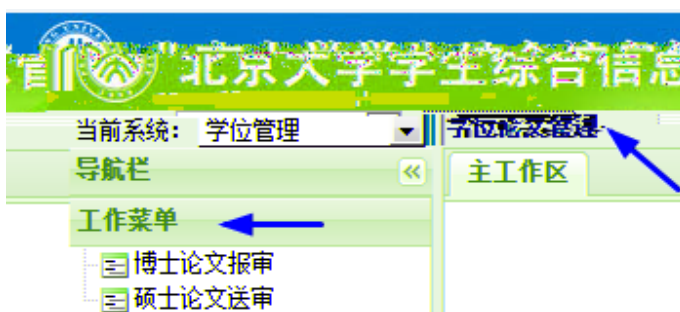 北京大学学生综合信息
当前系统： 学位管理
导航栏
主工作区
工作菜单
博士论文报审
硕士论文送审